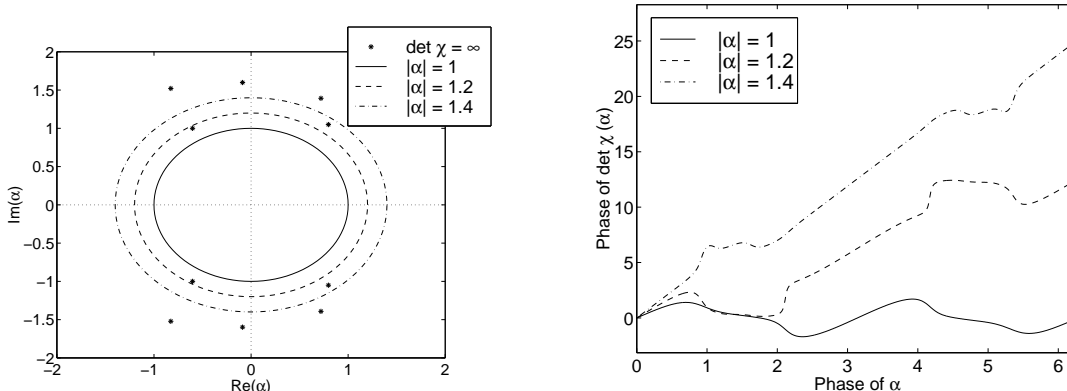 det χ = ∞
|α| = 1
|α| = 1.2
|α| = 1.4
2
1.5
1
0.5
0
−0.5
−1
−1.5
−2
−2
−1
0
1
2
Im(α)
Re(α)
|α| = 1
|α| = 1.2
|α| = 1.4
25
20
15
10
5
0
0
1
2
3
4
5
6
Phase of det χ (α)
Phase of α